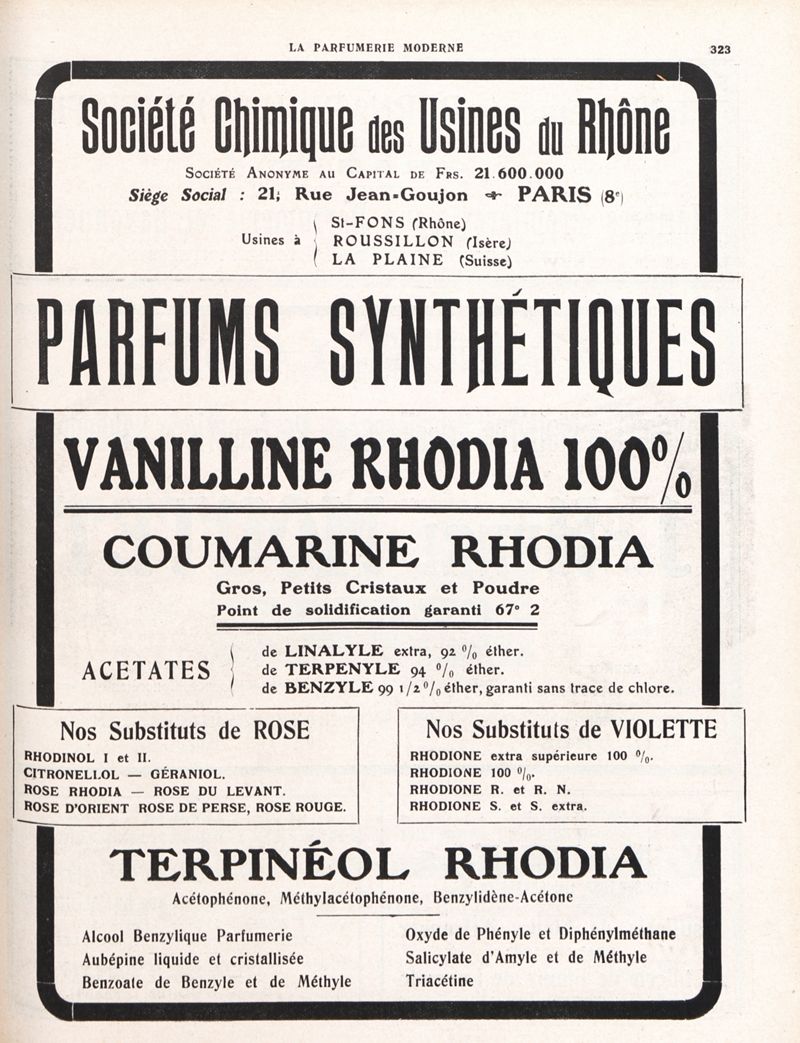 LA PARFUMERIE MODERNE
323
Société Chimique des Usines du Rhône
SOCIÉTÉ ANONYME AU CAPITAL DE FRS. 21.600.000
Siège Social : 21, Rue Jean-Goujon PARIS (8e)
Usines à
St-FONS (Rhône)
ROUSSILLON (Isère)
LA PLAINE (Suisse)
PARFUMS SYNTHÉTIQUES
VANILLINE RHODIA 100%
COUMARINE RHODIA
Gros, Petits Cristaux et Poudre
Point de solidification garanti 67° 2
ACETATES
de LINALYLE extra, 92 % éther.
de TERPENYLE 94 % éther.
de BENZYLE 99 1/2 % éther, garanti sans trace de chlore.
Nos Substituts de ROSE
RHODINOL I et II.
CITRONELLOL — GÉRANIOL.
ROSE RHODIA — ROSE DU LEVANT.
ROSE D'ORIENT ROSE DE PERSE, ROSE ROUGE.
Nos Substituts de VIOLETTE
RHODIONE extra supérieure 100 %.
RHODIONE 100 %.
RHODIONE R. et R. N.
RHODIONE S. et S. extra.
TERPINÉOL RHODIA
Acétophénone, Méthylacétophénone, Benzylidène-Acétone
Alcool Benzylique Parfumerie
Aubépine liquide et cristallisée
Benzoate de Benzyle et de Méthyle
Oxyde de Phényle et Diphénylméthane
Salicylate d'Amyle et de Méthyle
Triacétine